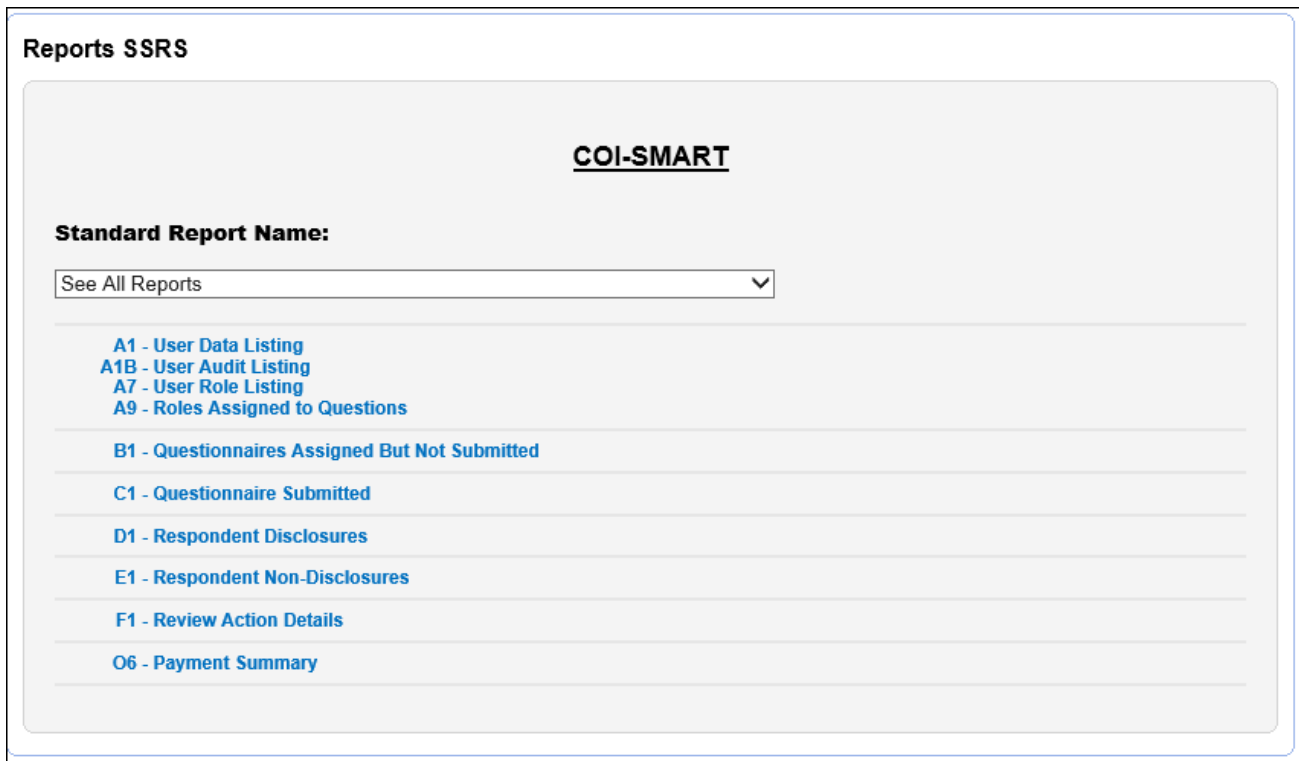 Reports SSRS
COI-SMART
Standard Report Name:
See All Reports
A1 - User Data Listing
A1B - User Audit Listing
A7 - User Role Listing
A9 - Roles Assigned to Questions
B1 - Questionnaires Assigned But Not Submitted
C1 - Questionnaire Submitted
D1 - Respondent Disclosures
E1 - Respondent Non-Disclosures
F1 - Review Action Details
O6 - Payment Summary